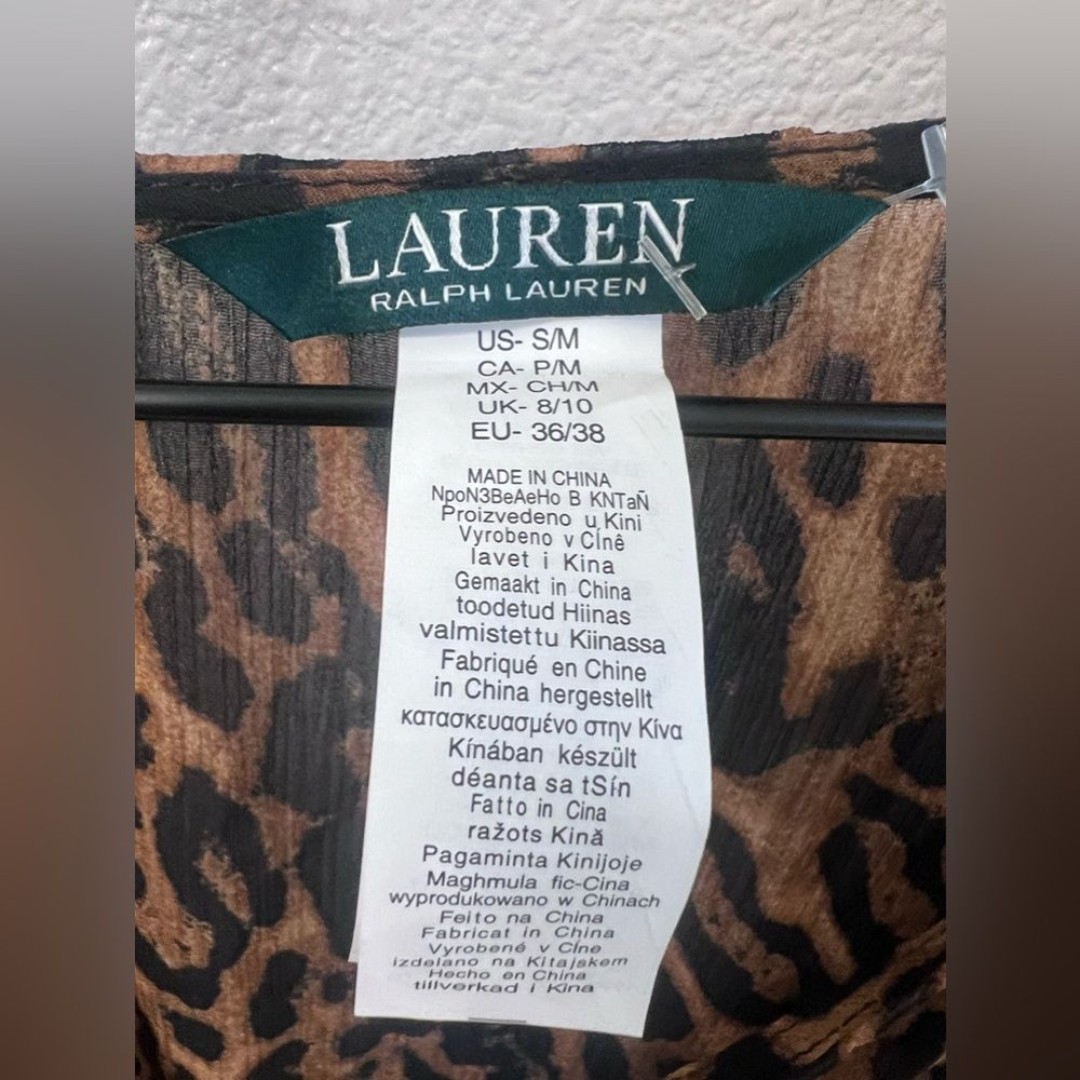 LAUREN
RALPH LAUREN
US- S/M
CA- P/M
MX- CH/M
UK- 8/10
EU- 36/38
MADE IN CHINA
NpoN3BeAeHo B KNTaÑ
Proizvedeno u Kini
Vyrobeno v Cínê
lavet i Kina
Gemaakt in China
toodetud Hiinas
valmistettu Kiinassa
Fabriqué en Chine
in China hergestellt
κατασκευασμένο στην Κίνα
Kínában készült
déanta sa tSín
Fatto in Cina
ražots Kină
Pagaminta Kinijoje
Maghmula fic-Cina
wyprodukowano w Chinach
Feito na China
Fabricat in China
Vyrobené v Cíne
izdelano na Kitajskem
Hecho en China
tillverkad i Kina